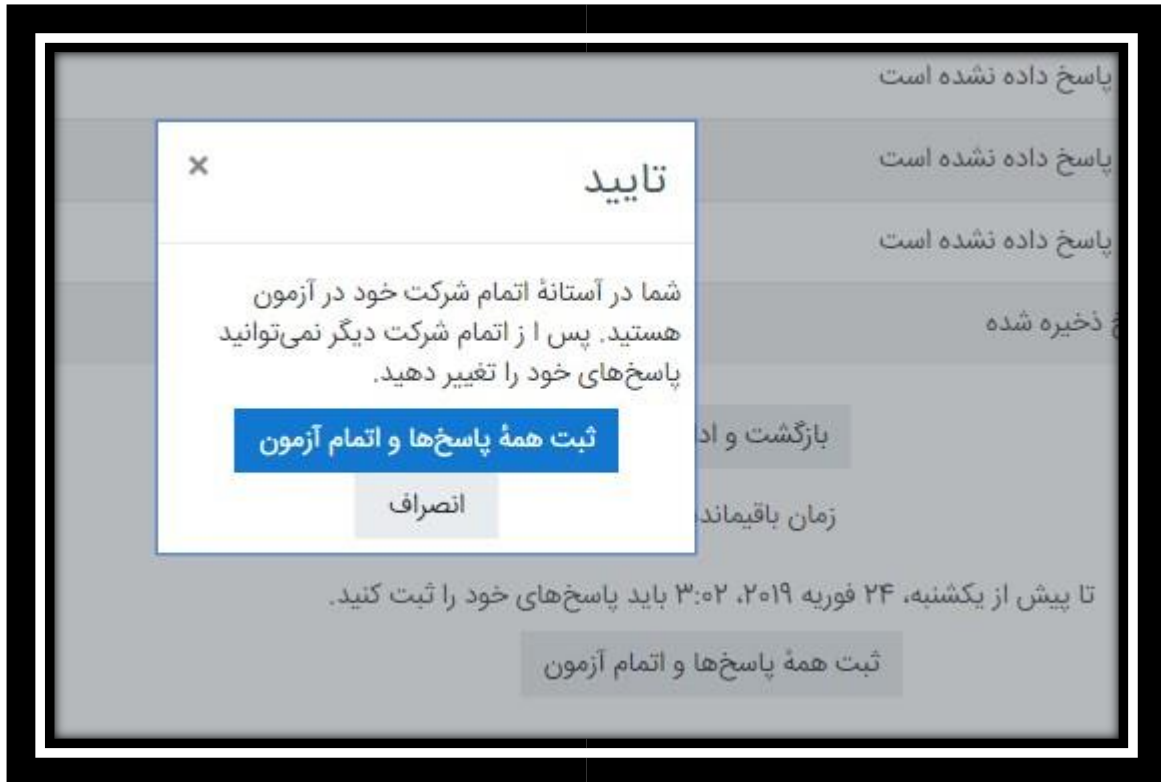 پاسخ داده نشده است
پاسخ داده نشده است
پاسخ داده نشده است
ذخیره شده
×
تایید
شما در آستانهٔ اتمام شرکت خود در آزمون
هستید. پس ا ز اتمام شرکت دیگر نمی‌توانید
پاسخ‌های خود را تغییر دهید.
ثبت همهٔ پاسخ‌ها و اتمام آزمون
انصراف
بازگشت و
زمان
تا پیش از یکشنبه، ۲۴ فوریه ۲۰۱۹، ۳:۰۲ باید پاسخ‌های خود را ثبت کنید.
ثبت همهٔ پاسخ‌ها و اتمام آزمون